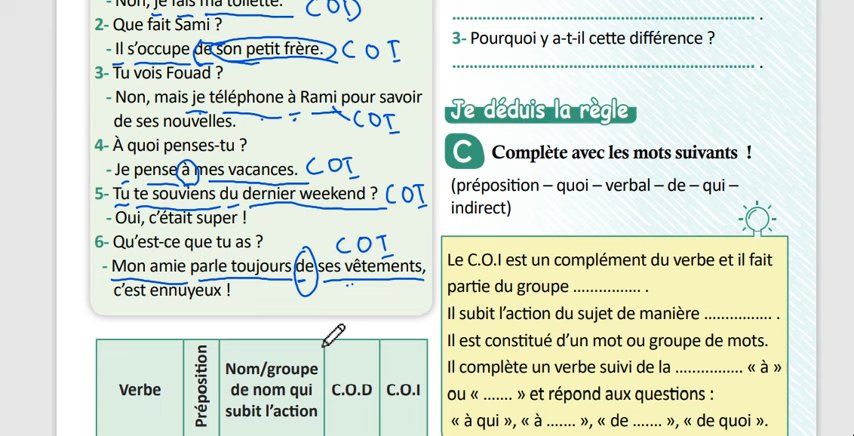 - Non, je fais ma toilette. COD
2- Que fait Sami ?
- Il s'occupe de son petit frère. COI
3- Tu vois Fouad ?
- Non, mais je téléphone à Rami pour savoir
de ses nouvelles. COI
4- À quoi penses-tu ?
- Je pense à mes vacances. COI
5- Tu te souviens du dernier weekend ? COI
- Oui, c'était super !
6- Qu'est-ce que tu as ? COI
- Mon amie parle toujours de ses vêtements,
c'est ennuyeux !
Verbe
Préposition
Nom/groupe
de nom qui
subit l'action
C.O.D
C.O.I
.................................................................... .
3- Pourquoi y a-t-il cette différence ?
.................................................................... .
Je déduis la règle
C Complète avec les mots suivants !
(préposition – quoi – verbal – de – qui –
indirect)
Le C.O.I est un complément du verbe et il fait
partie du groupe ................ .
Il subit l'action du sujet de manière ................ .
Il est constitué d'un mot ou groupe de mots.
Il complète un verbe suivi de la ................ « à »
ou « ....... » et répond aux questions :
« à qui », « à ....... », « de ....... », « de quoi ».